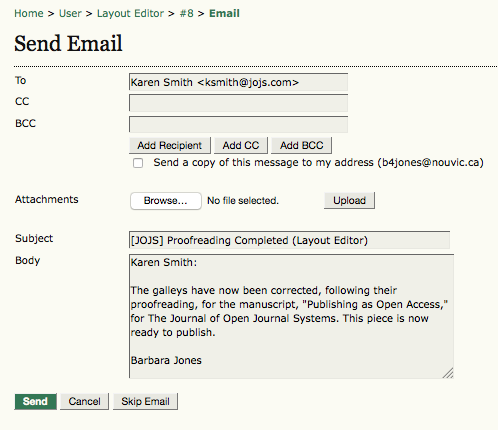 Home > User > Layout Editor > #8 > Email
Send Email
To
Karen Smith <ksmith@jojs.com>
CC
BCC
Add Recipient Add CC Add BCC
Send a copy of this message to my address (b4jones@nouvic.ca)
Attachments
Browse... No file selected. Upload
Subject
[JOJS] Proofreading Completed (Layout Editor)
Body
Karen Smith:
The galleys have now been corrected, following their
proofreading, for the manuscript, "Publishing as Open Access,"
for The Journal of Open Journal Systems. This piece is now
ready to publish.
Barbara Jones
Send Cancel Skip Email